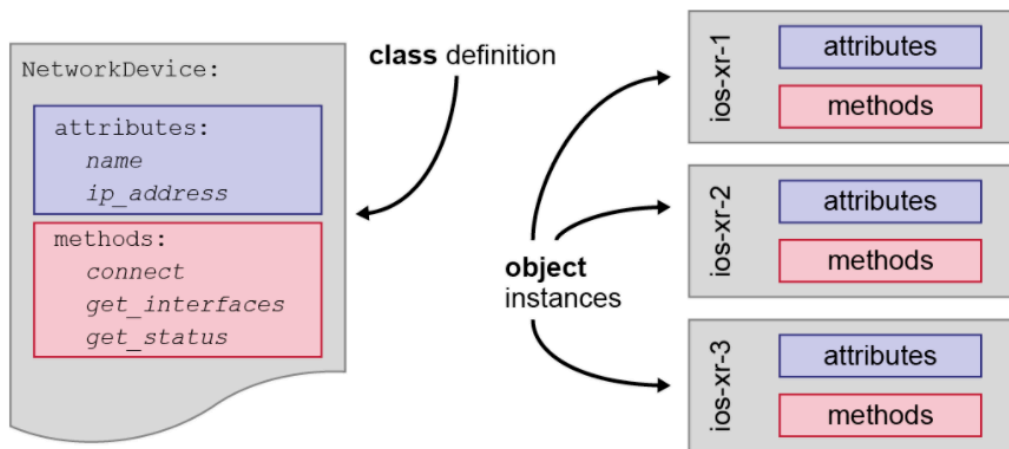 NetworkDevice:
attributes:
name
ip_address
methods:
connect
get_interfaces
get_status
class definition
object
instances
ios-xr-1
attributes
methods
ios-xr-2
attributes
methods
ios-xr-3
attributes
methods